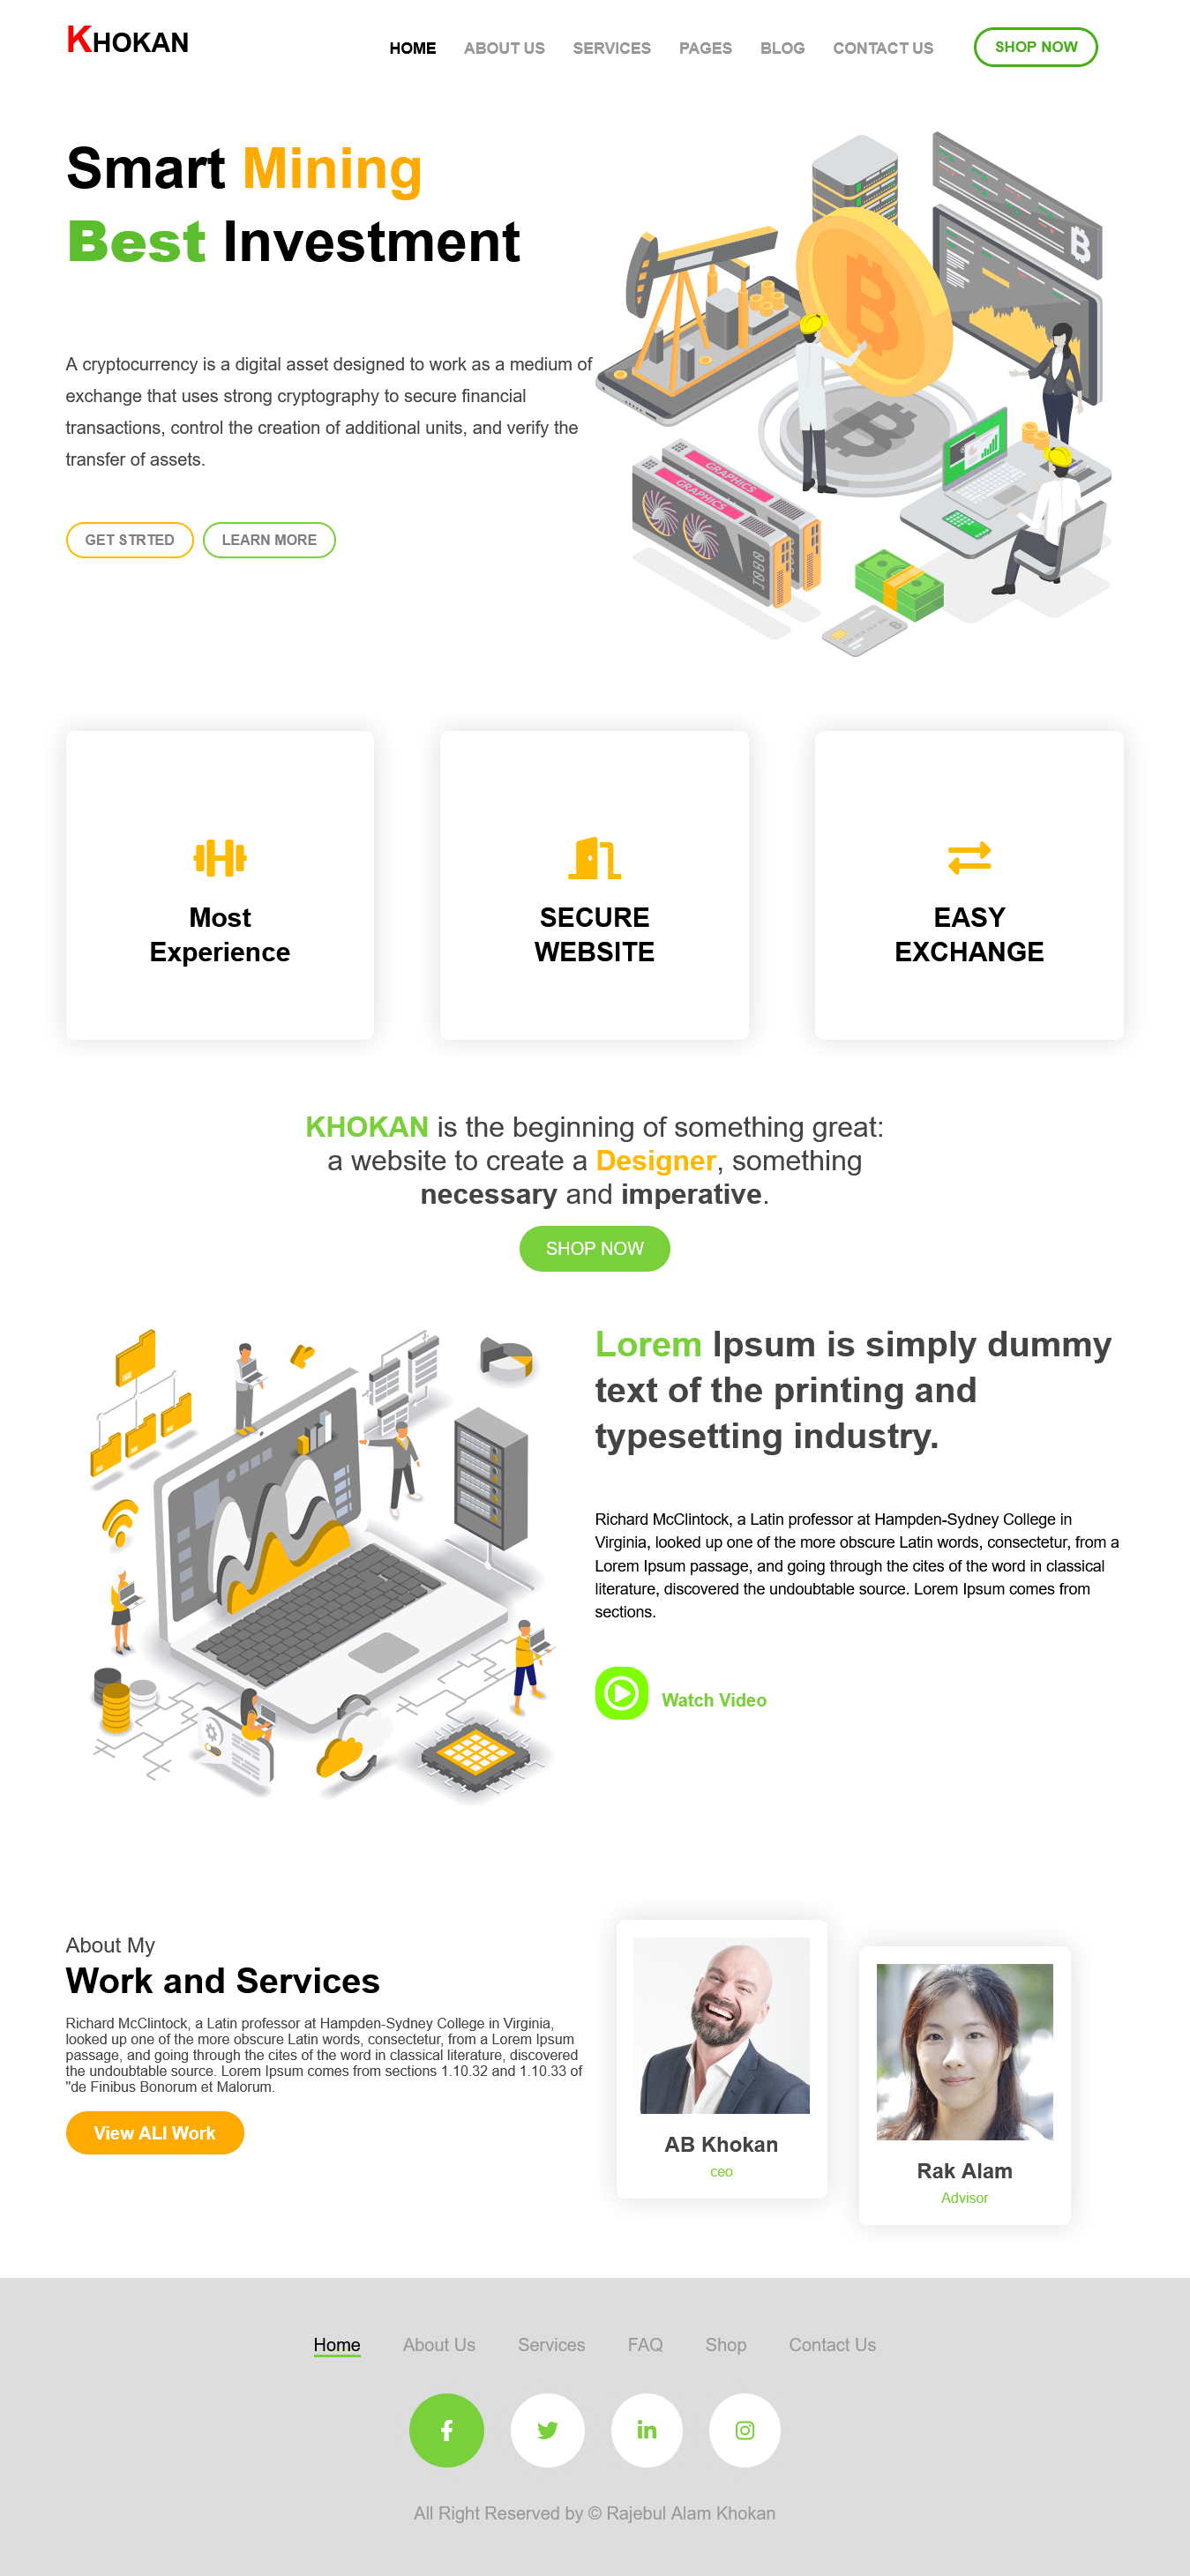 KHOKAN
HOME ABOUT US SERVICES PAGES BLOG CONTACT US SHOP NOW
Smart Mining
Best Investment
A cryptocurrency is a digital asset designed to work as a medium of
exchange that uses strong cryptography to secure financial
transactions, control the creation of additional units, and verify the
transfer of assets.
GET STRTED LEARN MORE
GRAPHICS
GRAPHICS
Most
Experience
SECURE
WEBSITE
EASY
EXCHANGE
KHOKAN is the beginning of something great:
a website to create a Designer, something
necessary and imperative.
SHOP NOW
Lorem Ipsum is simply dummy
text of the printing and
typesetting industry.
Richard McClintock, a Latin professor at Hampden-Sydney College in
Virginia, looked up one of the more obscure Latin words, consectetur, from a
Lorem Ipsum passage, and going through the cites of the word in classical
literature, discovered the undoubtable source. Lorem Ipsum comes from
sections.
Watch Video
About My
Work and Services
Richard McClintock, a Latin professor at Hampden-Sydney College in Virginia,
looked up one of the more obscure Latin words, consectetur, from a Lorem Ipsum
passage, and going through the cites of the word in classical literature, discovered
the undoubtable source. Lorem Ipsum comes from sections 1.10.32 and 1.10.33 of
"de Finibus Bonorum et Malorum.
View ALI Work
AB Khokan
ceo
Rak Alam
Advisor
Home About Us Services FAQ Shop Contact Us
All Right Reserved by © Rajebul Alam Khokan